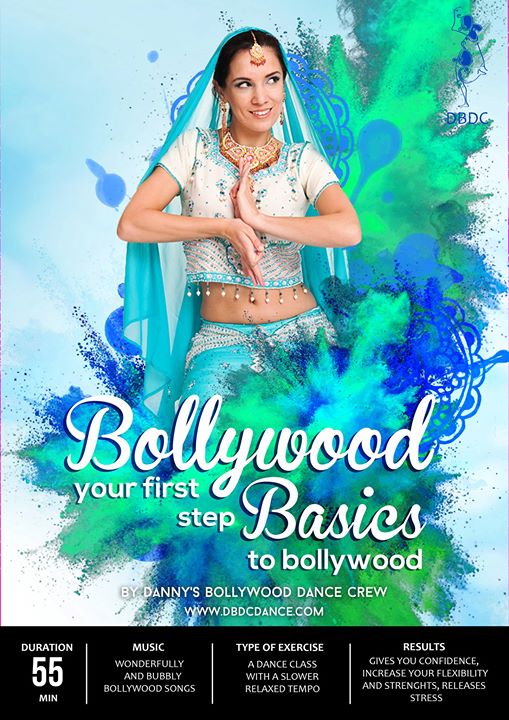 DBDC
Bollywood
your first
step Basics
to bollywood
BY DANNY'S BOLLYWOOD DANCE CREW
WWW.DBDCDANCE.COM
DURATION
55
MIN
MUSIC
WONDERFULLY
AND BUBBLY
BOLLYWOOD SONGS
TYPE OF EXERCISE
A DANCE CLASS
WITH A SLOWER
RELAXED TEMPO
RESULTS
GIVES YOU CONFIDENCE,
INCREASE YOUR FLEXIBILITY
AND STRENGHTS, RELEASES
STRESS